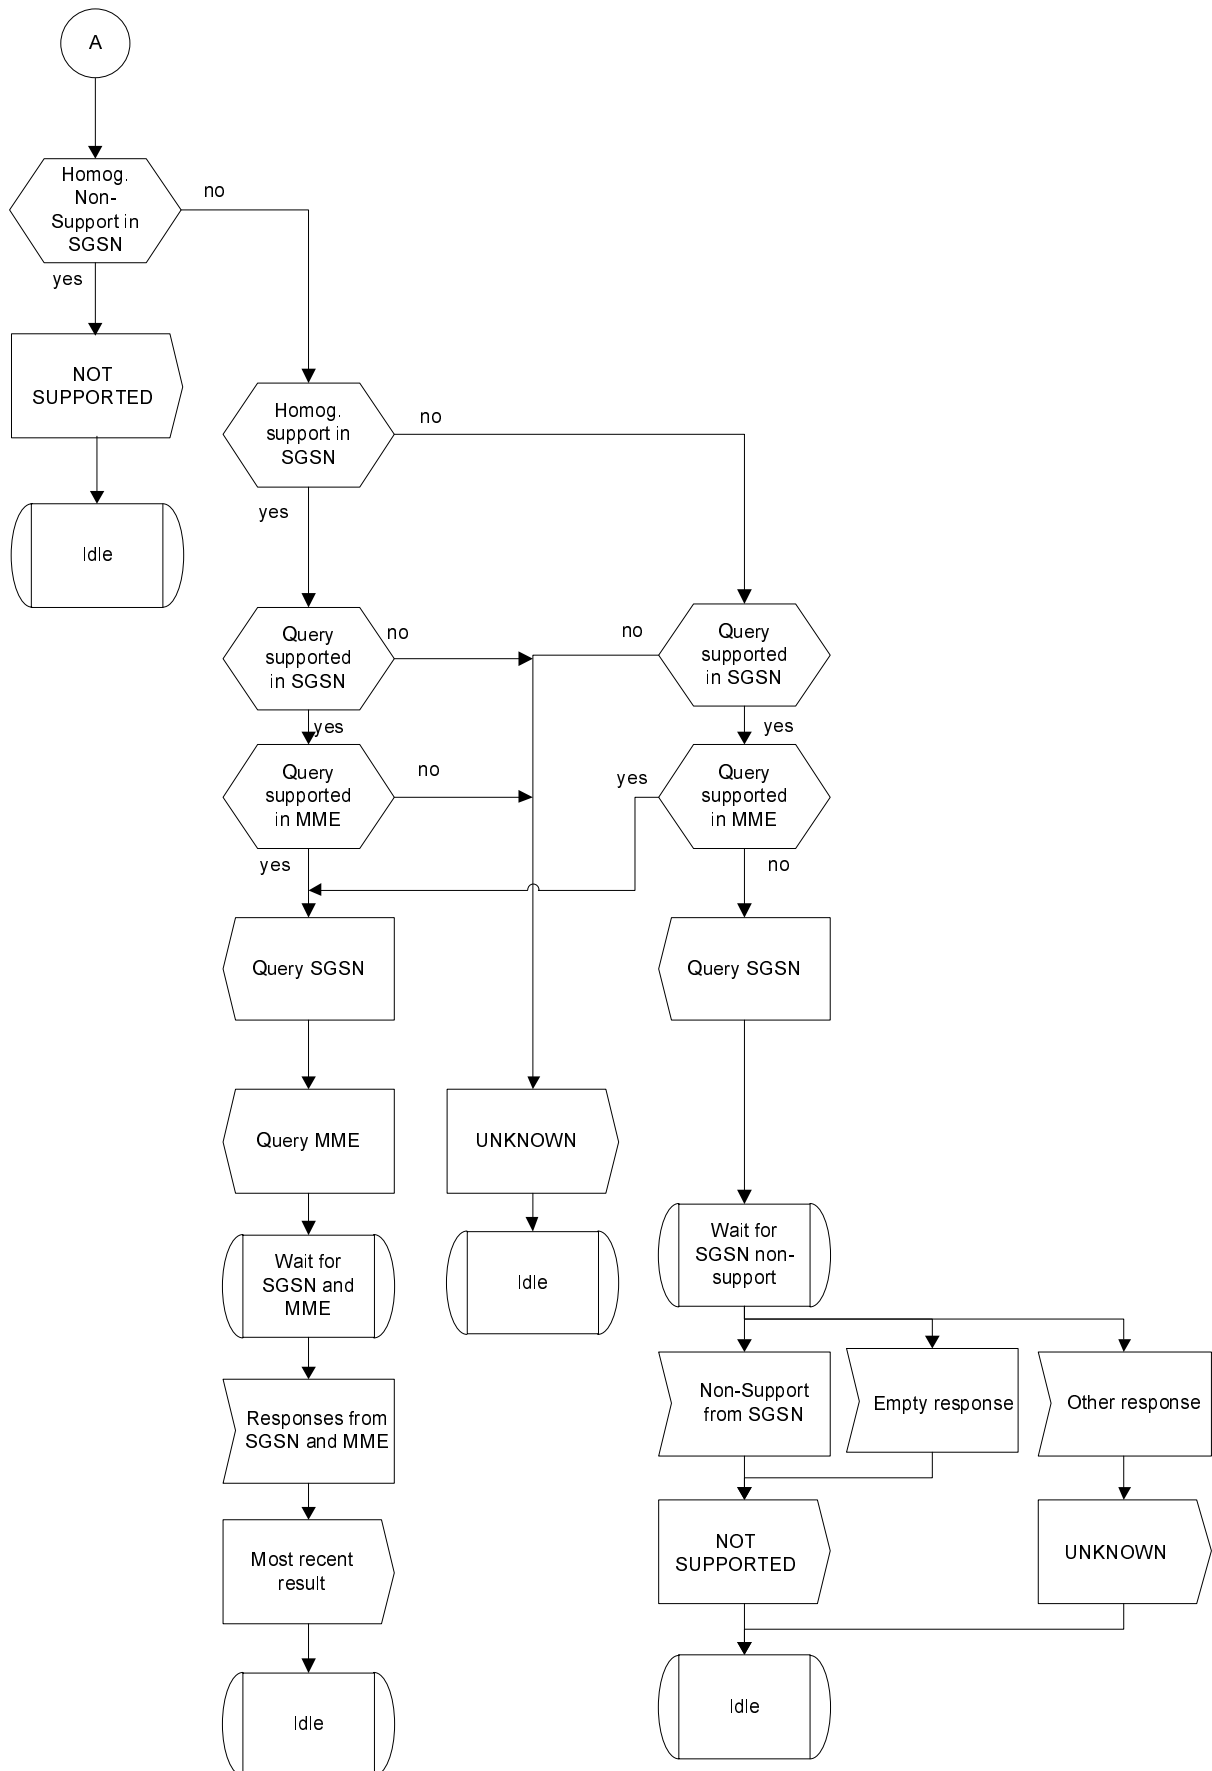 A
Homog.
Non-
Support in
SGSN
no
yes
NOT
SUPPORTED
Idle
Homog.
support in
SGSN
no
yes
Query
supported
in SGSN
no
yes
Query
supported
in MME
no
yes
Query SGSN
Query MME
Wait for
SGSN and
MME
Responses from
SGSN and MME
Most recent
result
Idle
UNKNOWN
Idle
no
Query
supported
in SGSN
yes
yes
Query
supported
in MME
no
Query SGSN
Wait for
SGSN non-
support
Non-Support
from SGSN
Empty response
Other response
NOT
SUPPORTED
UNKNOWN
Idle